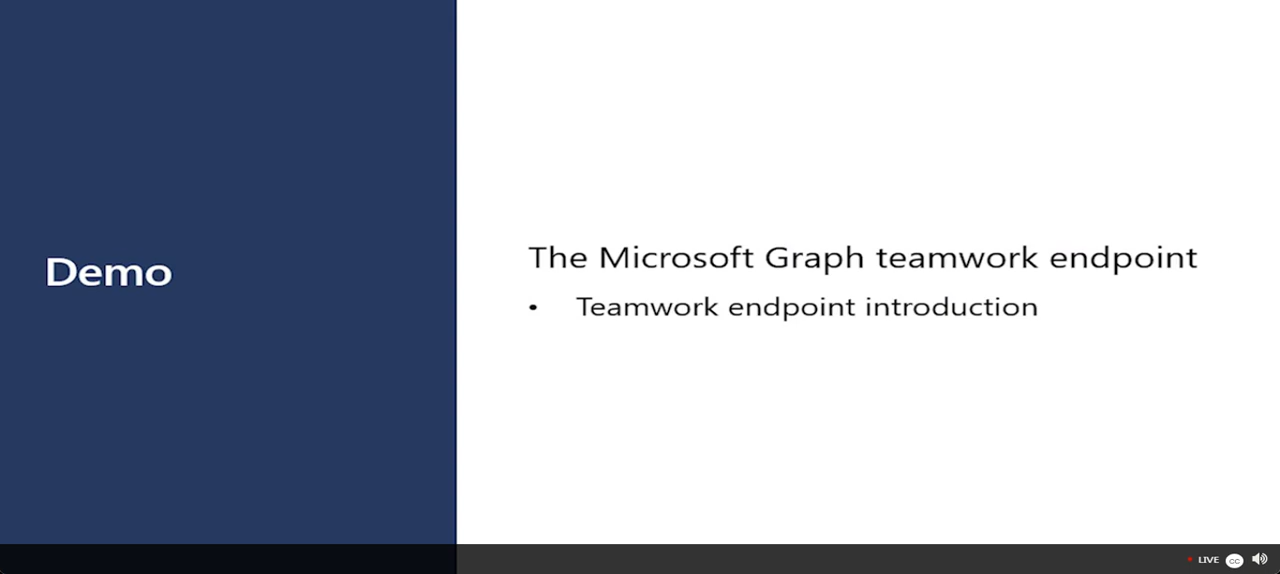 Demo
The Microsoft Graph teamwork endpoint
• Teamwork endpoint introduction
LIVE
CC